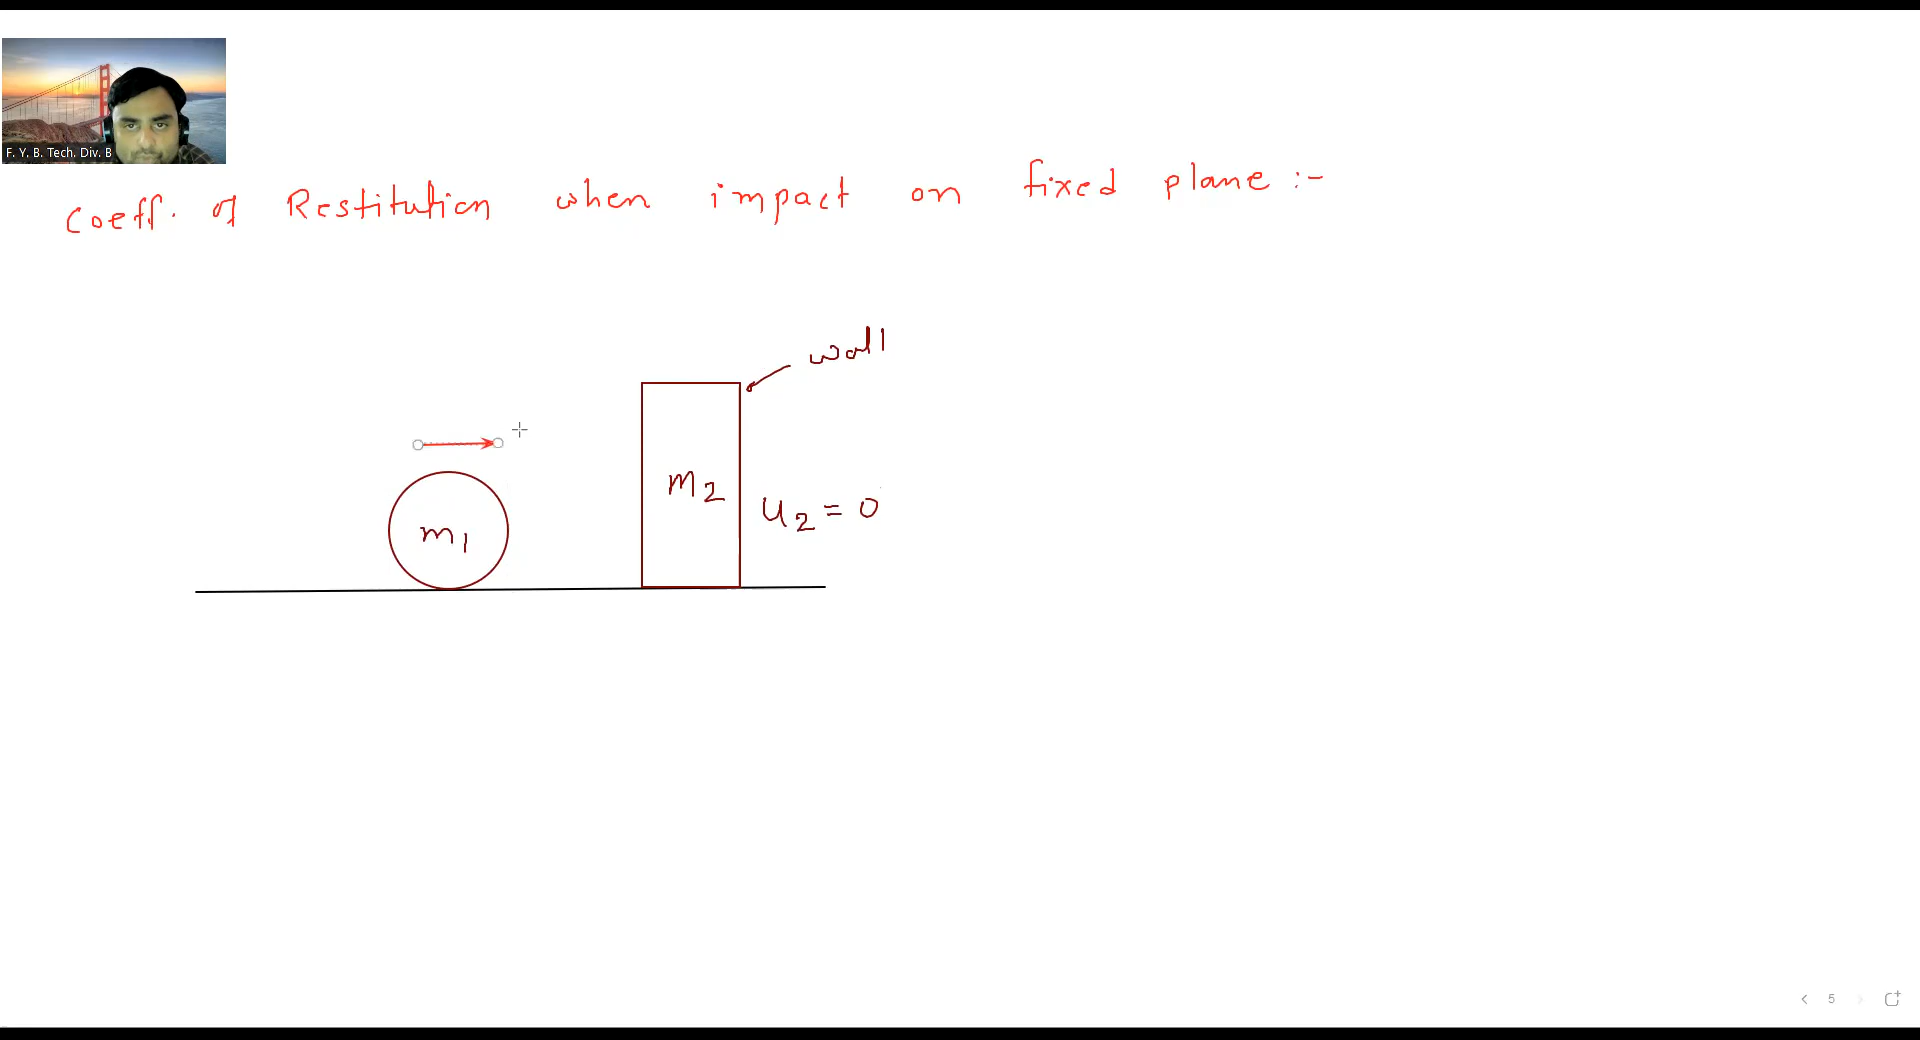 F. Y. B. Tech. Div. B
Coeff. of Restitution when impact on fixed plane :-
wall
m2
u2 = 0
m1
5